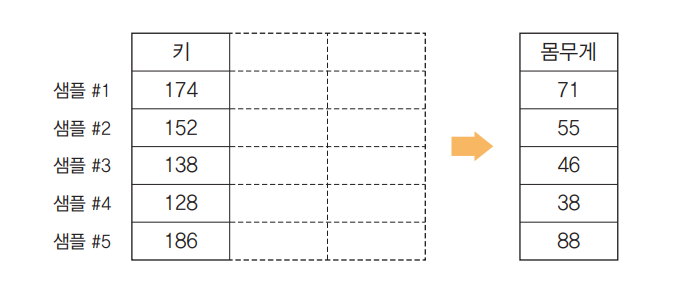 키 몸무게
샘플 #1 174 71
샘플 #2 152 55
샘플 #3 138 46
샘플 #4 128 38
샘플 #5 186 88